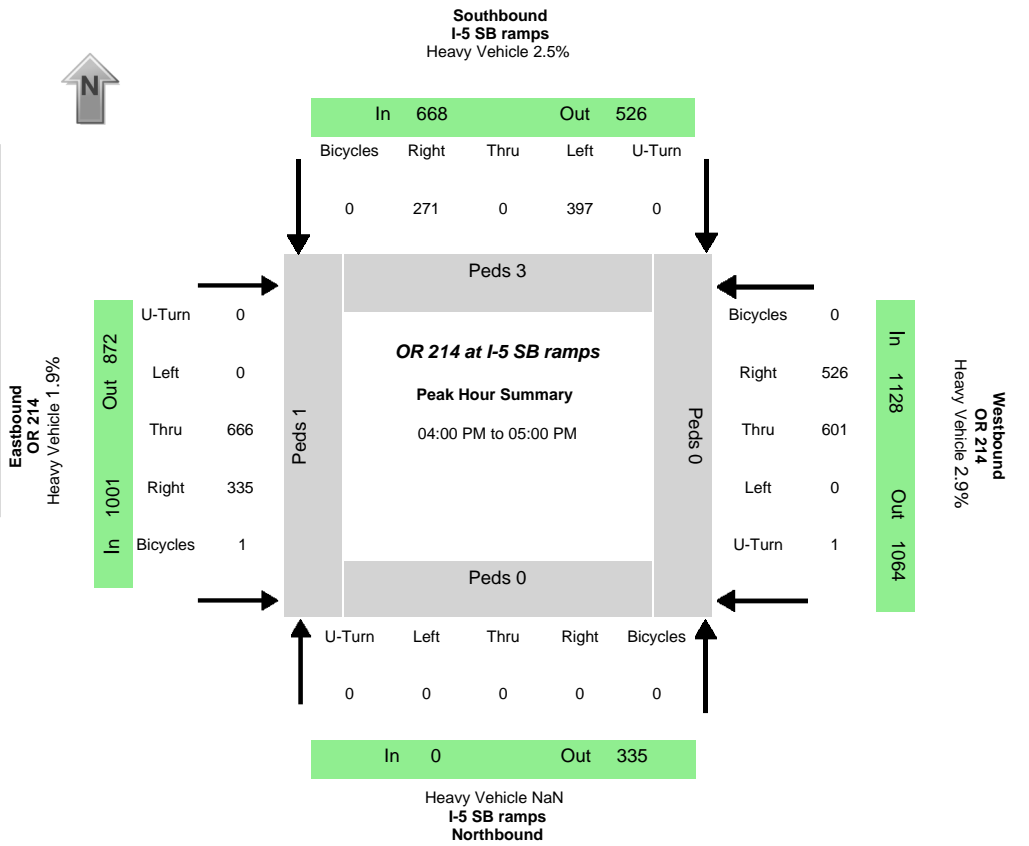 Southbound
I-5 SB ramps
Heavy Vehicle 2.5%
N
In 668 Out 526
Bicycles Right Thru Left U-Turn
0 271 0 397 0
Peds 3
Eastbound
OR 214
Heavy Vehicle 1.9%
Out 872
In 1001
U-Turn 0
Left 0
Thru 666
Right 335
Bicycles 1
Peds 1
OR 214 at I-5 SB ramps
Peak Hour Summary
04:00 PM to 05:00 PM
Peds 0
Bicycles 0
Right 526
Thru 601
Left 0
U-Turn 1
In 1128
Out 1064
Westbound
OR 214
Heavy Vehicle 2.9%
Peds 0
U-Turn Left Thru Right Bicycles
0 0 0 0 0
In 0 Out 335
Heavy Vehicle NaN
I-5 SB ramps
Northbound